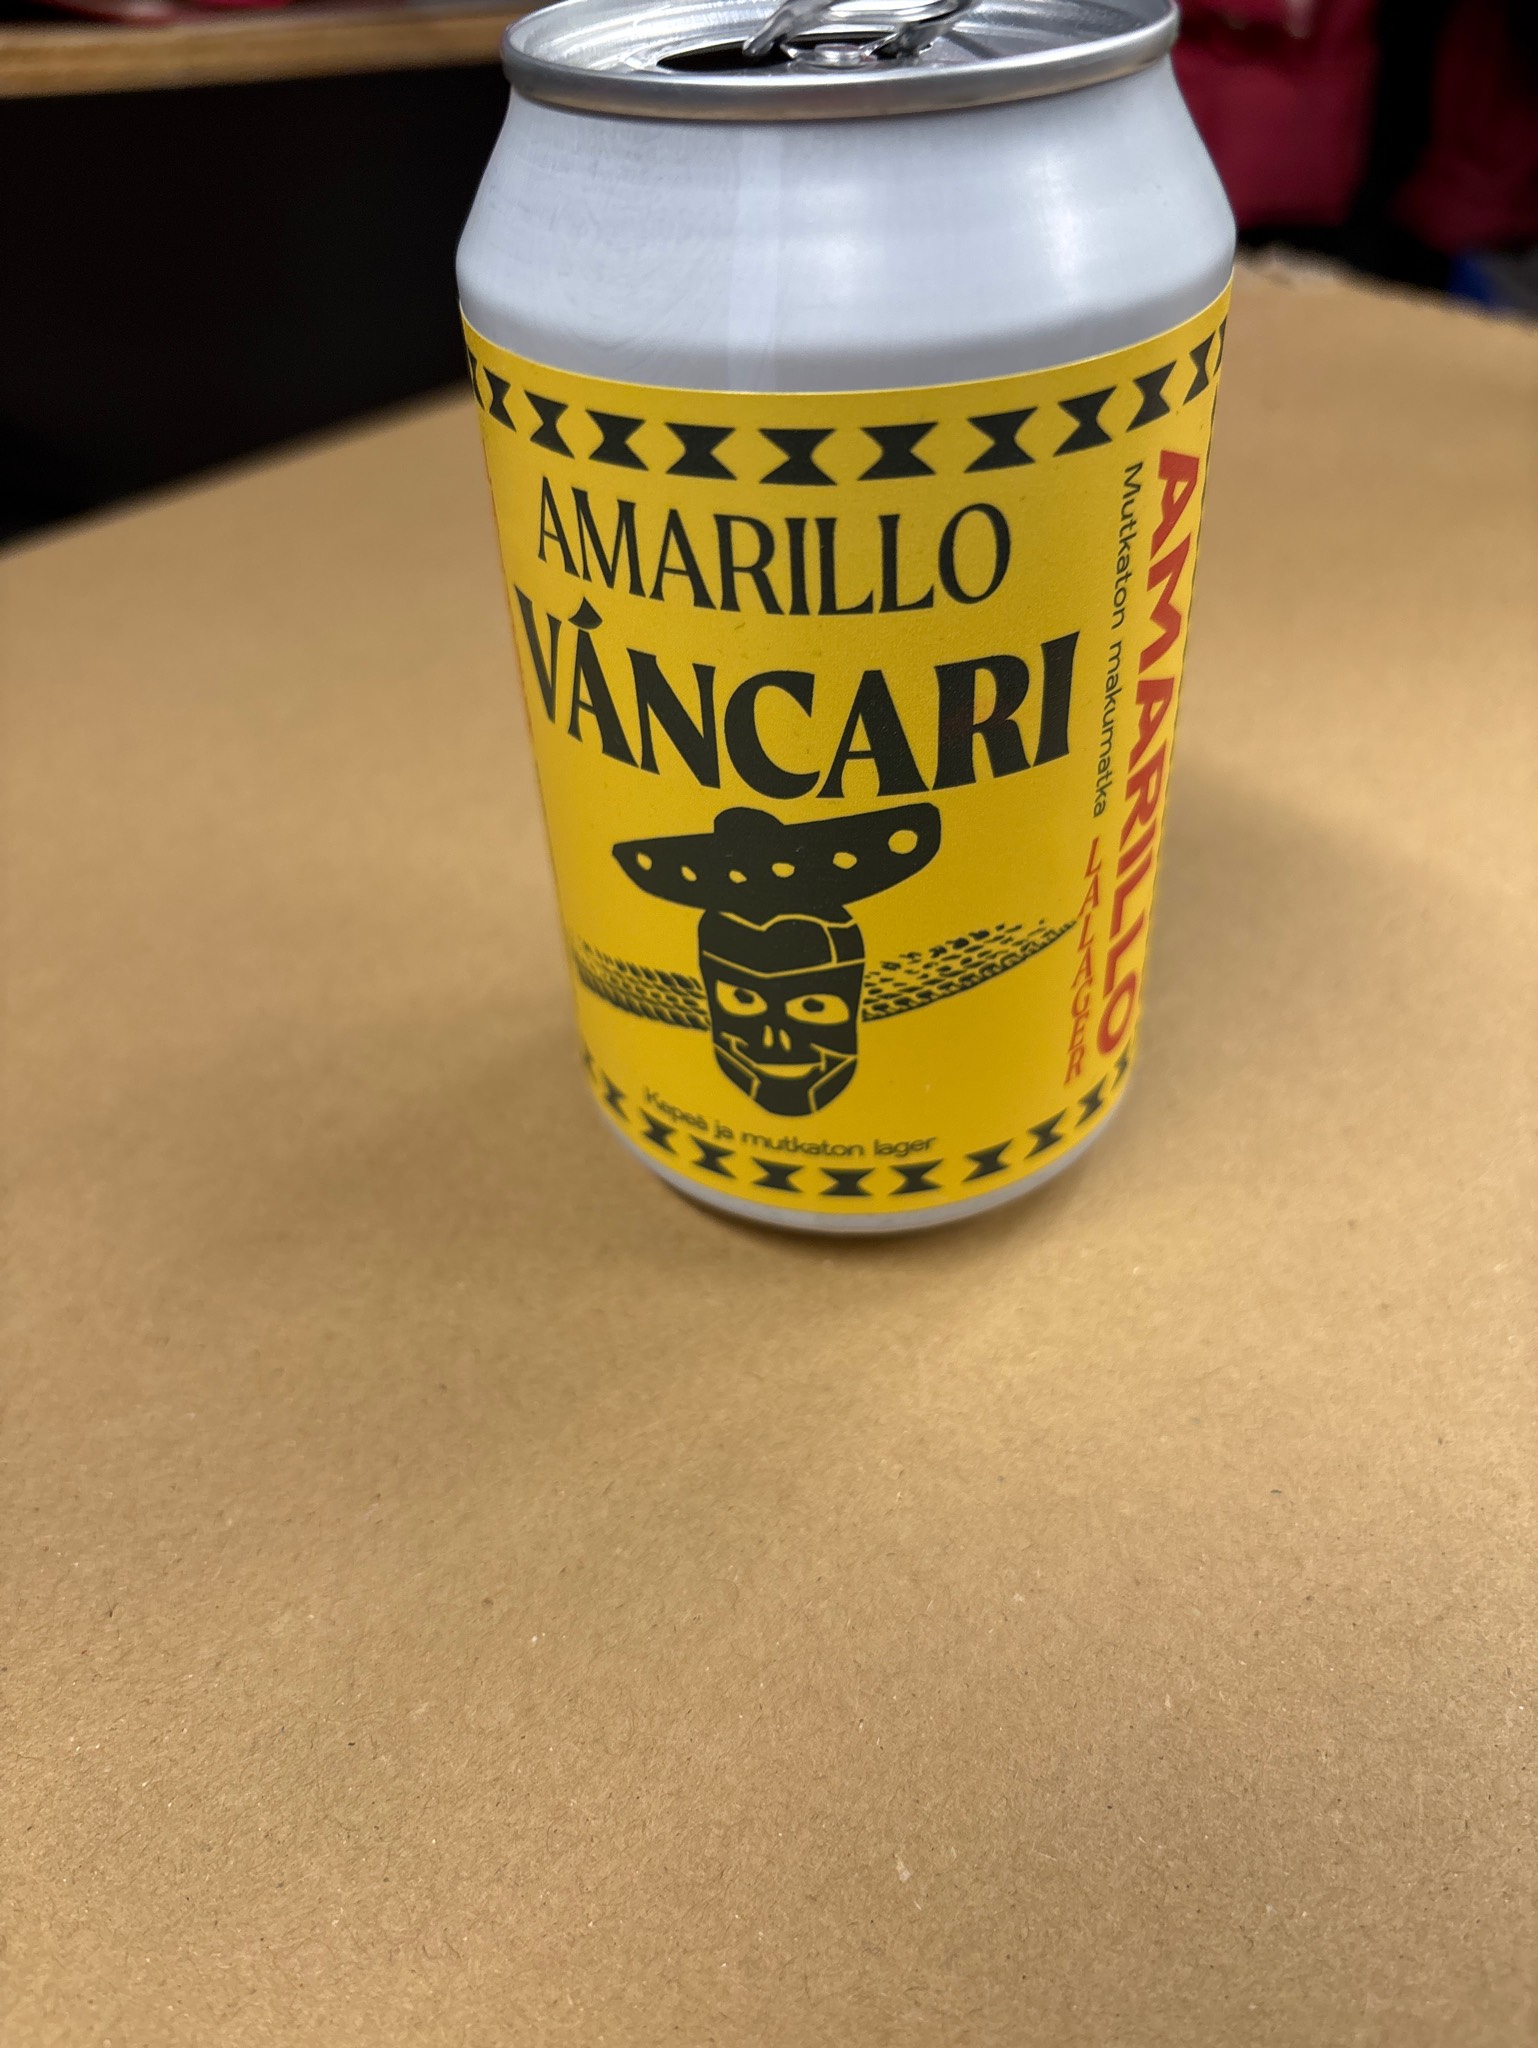 AMARILLO
VÁNCARI
Kepeä ja mutkaton lager
AMARILLO
Mutkaton makumatka LALAGER